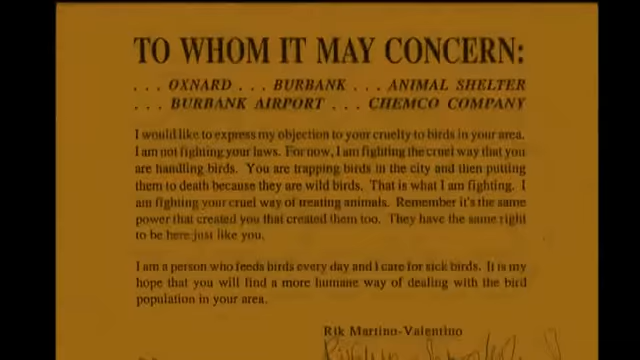 TO WHOM IT MAY CONCERN:
. . . OXNARD . . . BURBANK . . . ANIMAL SHELTER
. . . BURBANK AIRPORT . . . CHEMCO COMPANY
I would like to express my objection to your cruelty to birds in your area.
I am not fighting your laws. For now, I am fighting the cruel way that you
are handling birds. You are trapping birds in the city and then putting
them to death because they are wild birds. That is what I am fighting. I
am fighting your cruel way of treating animals. Remember it's the same
power that created you that created them too. They have the same right
to be here just like you.
I am a person who feeds birds every day and I care for sick birds. It is my
hope that you will find a more humane way of dealing with the bird
population in your area.
Rik Martino-Valentino